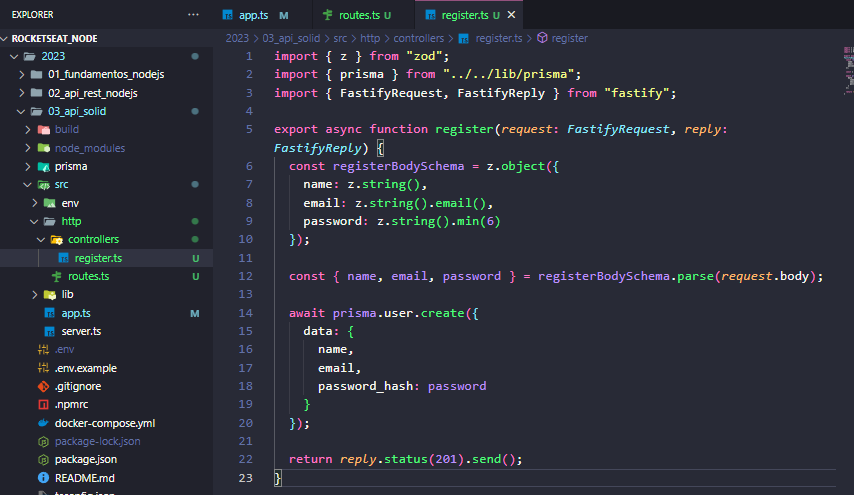 EXPLORER
ROCKETSEAT_NODE
2023
01_fundamentos_nodejs
02_api_rest_nodejs
03_api_solid
build
node_modules
prisma
src
env
http
controllers
register.ts U
routes.ts U
lib
app.ts M
server.ts
.env
.env.example
.gitignore
.npmrc
docker-compose.yml
package-lock.json
package.json
README.md
app.ts M routes.ts U register.ts U
2023 > 03_api_solid > src > http > controllers > register.ts > register
1 import { z } from "zod";
2 import { prisma } from "../../lib/prisma";
3 import { FastifyRequest, FastifyReply } from "fastify";
4
5 export async function register(request: FastifyRequest, reply:
FastifyReply) {
6 const registerBodySchema = z.object({
7 name: z.string(),
8 email: z.string().email(),
9 password: z.string().min(6)
10 });
11
12 const { name, email, password } = registerBodySchema.parse(request.body);
13
14 await prisma.user.create({
15 data: {
16 name,
17 email,
18 password_hash: password
19 }
20 });
21
22 return reply.status(201).send();
23 }